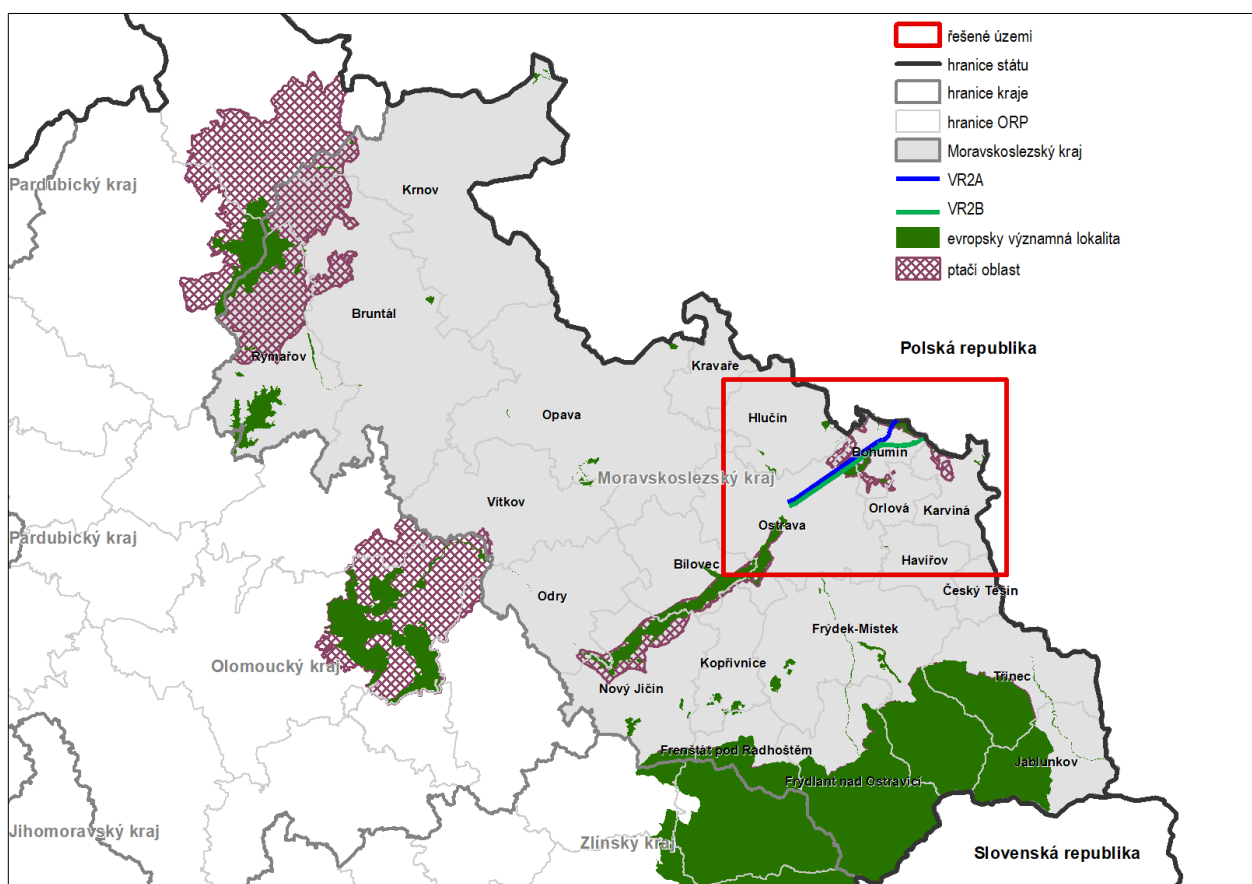 řešené území
hranice státu
hranice kraje
hranice ORP
Moravskoslezský kraj
VR2A
VR2B
evropsky významná lokalita
ptačí oblast
Pardubický kraj
Krnov
Bruntál
Rýmařov
Polská republika
Kravaře
Hlučín
Opava
Bohumín
Moravskoslezský kraj
Vítkov
Orlová
Karviná
Ostrava
Pardubický kraj
Bílovec
Havířov
Odry
Český Těšín
Frýdek-Místek
Olomoucký kraj
Kopřivnice
Třinec
Nový Jičín
Frenštát pod Radhoštěm
Jablunkov
Frýdlant nad Ostravicí
Jihomoravský kraj
Zlínský kraj
Slovenská republika